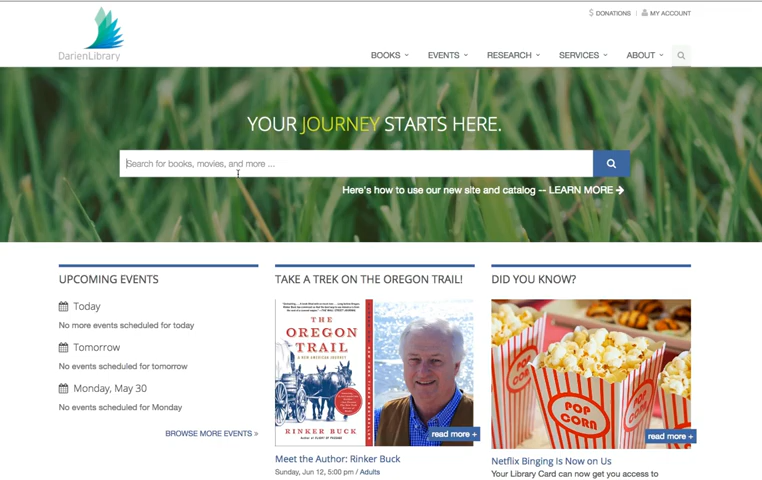 DONATIONS | MY ACCOUNT
DarienLibrary
BOOKS EVENTS RESEARCH SERVICES ABOUT
YOUR JOURNEY STARTS HERE.
Search for books, movies, and more ...
Here's how to use our new site and catalog -- LEARN MORE
UPCOMING EVENTS
Today
No more events scheduled for today
Tomorrow
No events scheduled for tomorrow
Monday, May 30
No events scheduled for Monday
BROWSE MORE EVENTS »
TAKE A TREK ON THE OREGON TRAIL!
THE
OREGON
TRAIL
A NEW AMERICAN JOURNEY
RINKER BUCK
read more +
Meet the Author: Rinker Buck
Sunday, Jun 12, 5:00 pm / Adults
DID YOU KNOW?
POP
CORN
POP
CORN
read more +
Netflix Binging Is Now on Us
Your Library Card can now get you access to